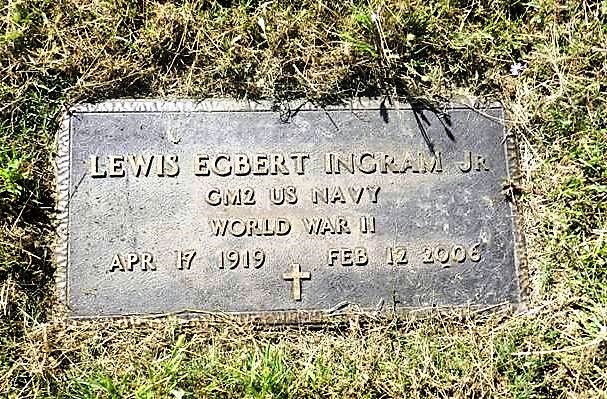 LEWIS EGBERT INGRAM JR
GM2 US NAVY
WORLD WAR II
APR 17 1919 FEB 12 2006